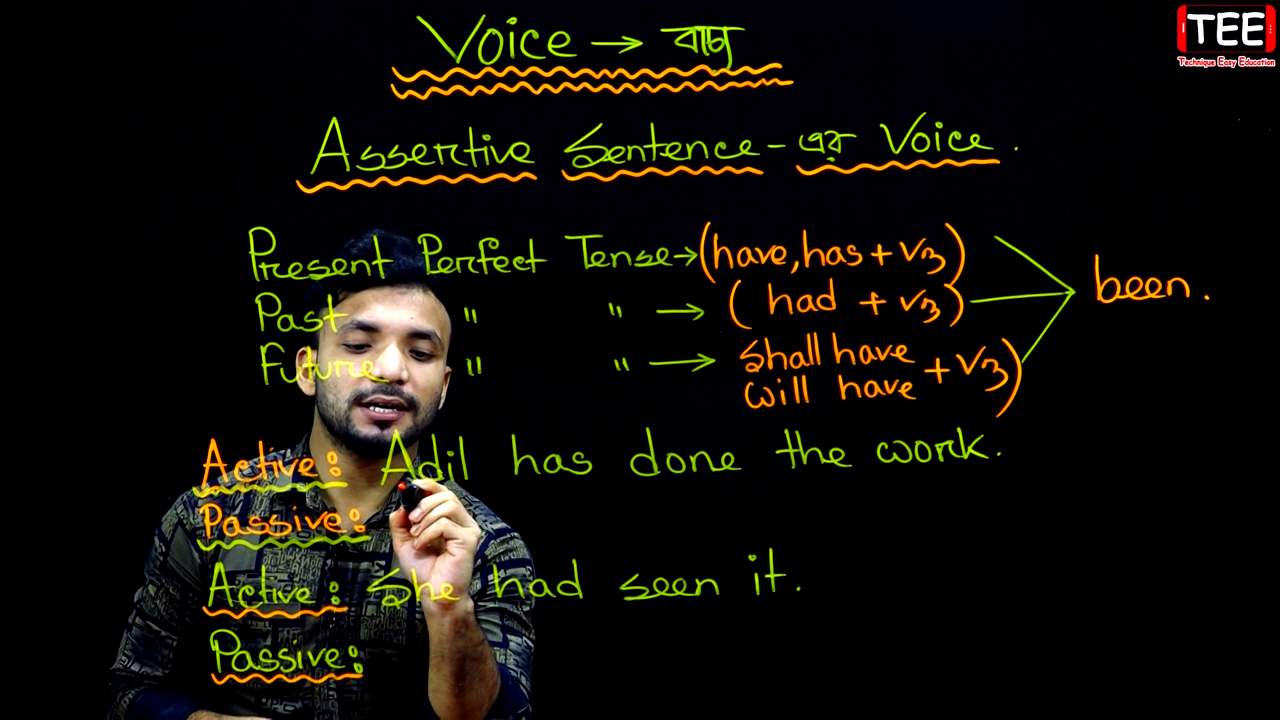 TEE
Technique Easy Education
Voice → বাচ্য
Assertive Sentence - এর Voice.
Present Perfect Tense → (have, has + V3)
Past " " → ( had + V3)
Future " " → shall have
will have + V3)
been.
Active: Adil has done the work.
Passive:
Active: She had seen it.
Passive: